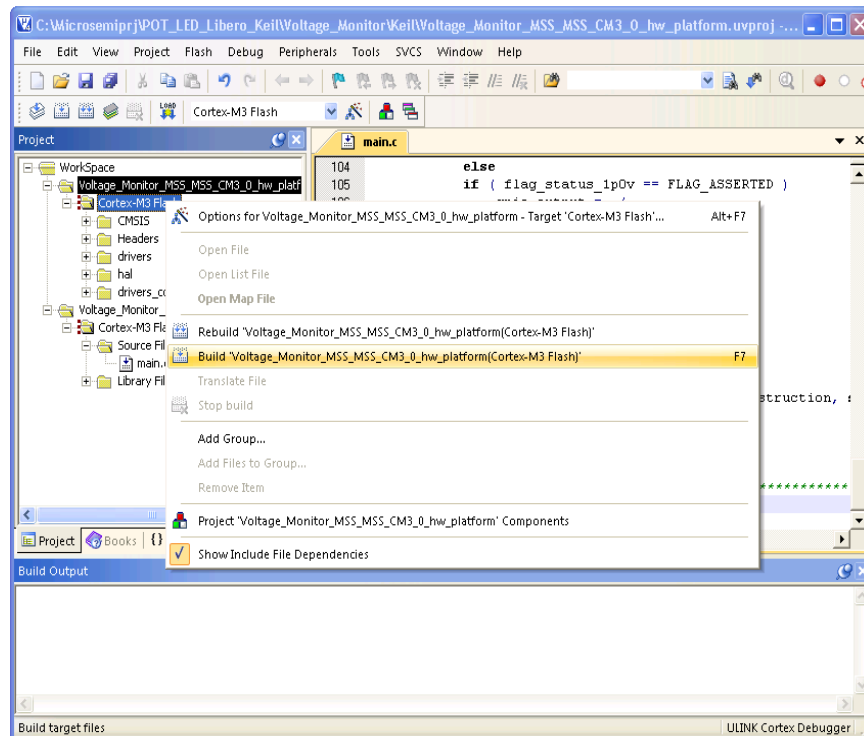 C:\Microsemiprj\POT_LED_Libero_Keil\Voltage_Monitor\Keil\Voltage_Monitor_MSS_MSS_CM3_0_hw_platform.uvproj -...
File Edit View Project Flash Debug Peripherals Tools SVCS Window Help
LOAD Cortex-M3 Flash
Project
main.c
WorkSpace
Voltage_Monitor_MSS_MSS_CM3_0_hw_platf
Cortex-M3
CMSIS
Headers
drivers
hal
drivers_co
Voltage_Monitor_
Cortex-M3 Fla
Source Fil
main.
Library Fil
104 else
105 if ( flag_status_1p0v == FLAG_ASSERTED )
Options for Voltage_Monitor_MSS_MSS_CM3_0_hw_platform - Target 'Cortex-M3 Flash'... Alt+F7
Open File
Open List File
Open Map File
Rebuild 'Voltage_Monitor_MSS_MSS_CM3_0_hw_platform(Cortex-M3 Flash)'
Build 'Voltage_Monitor_MSS_MSS_CM3_0_hw_platform(Cortex-M3 Flash)' F7
Translate File
Stop build
struction,
Add Group...
Add Files to Group...
Remove Item
***********
Project 'Voltage_Monitor_MSS_MSS_CM3_0_hw_platform' Components
Show Include File Dependencies
Project Books {}
Build Output
Build target files ULINK Cortex Debugger